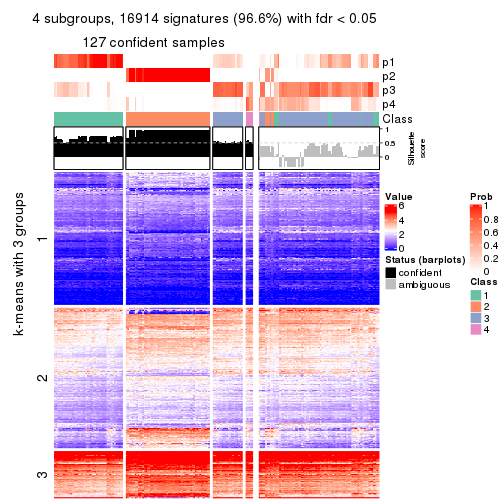 4 subgroups, 16914 signatures (96.6%) with fdr < 0.05
127 confident samples
p1
p2
p3
p4
Class
1
0.5
0
Silhouette
score
k-means with 3 groups
1
2
3
Value
6
4
2
0
Status (barplots)
confident
ambiguous
Prob
1
0.8
0.6
0.4
0.2
0
Class
1
2
3
4